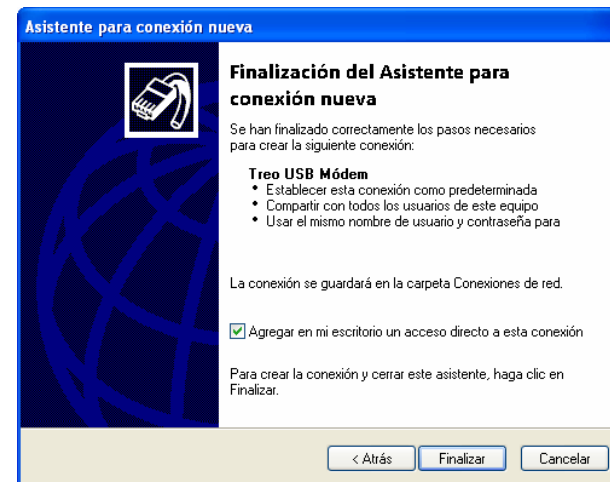 Asistente para conexión nueva
Finalización del Asistente para
conexión nueva
Se han finalizado correctamente los pasos necesarios
para crear la siguiente conexión:
Treo USB Módem
• Establecer esta conexión como predeterminada
• Compartir con todos los usuarios de este equipo
• Usar el mismo nombre de usuario y contraseña para
La conexión se guardará en la carpeta Conexiones de red.
Agregar en mi escritorio un acceso directo a esta conexión
Para crear la conexión y cerrar este asistente, haga clic en
Finalizar.
< Atrás Finalizar Cancelar